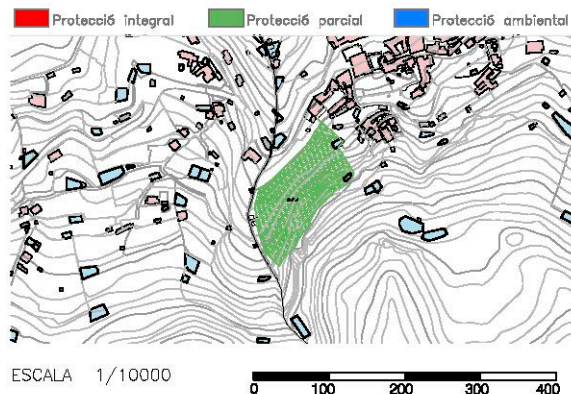 Protecció integral Protecció parcial Protecció ambiental
ESCALA 1/10000
0 100 200 300 400